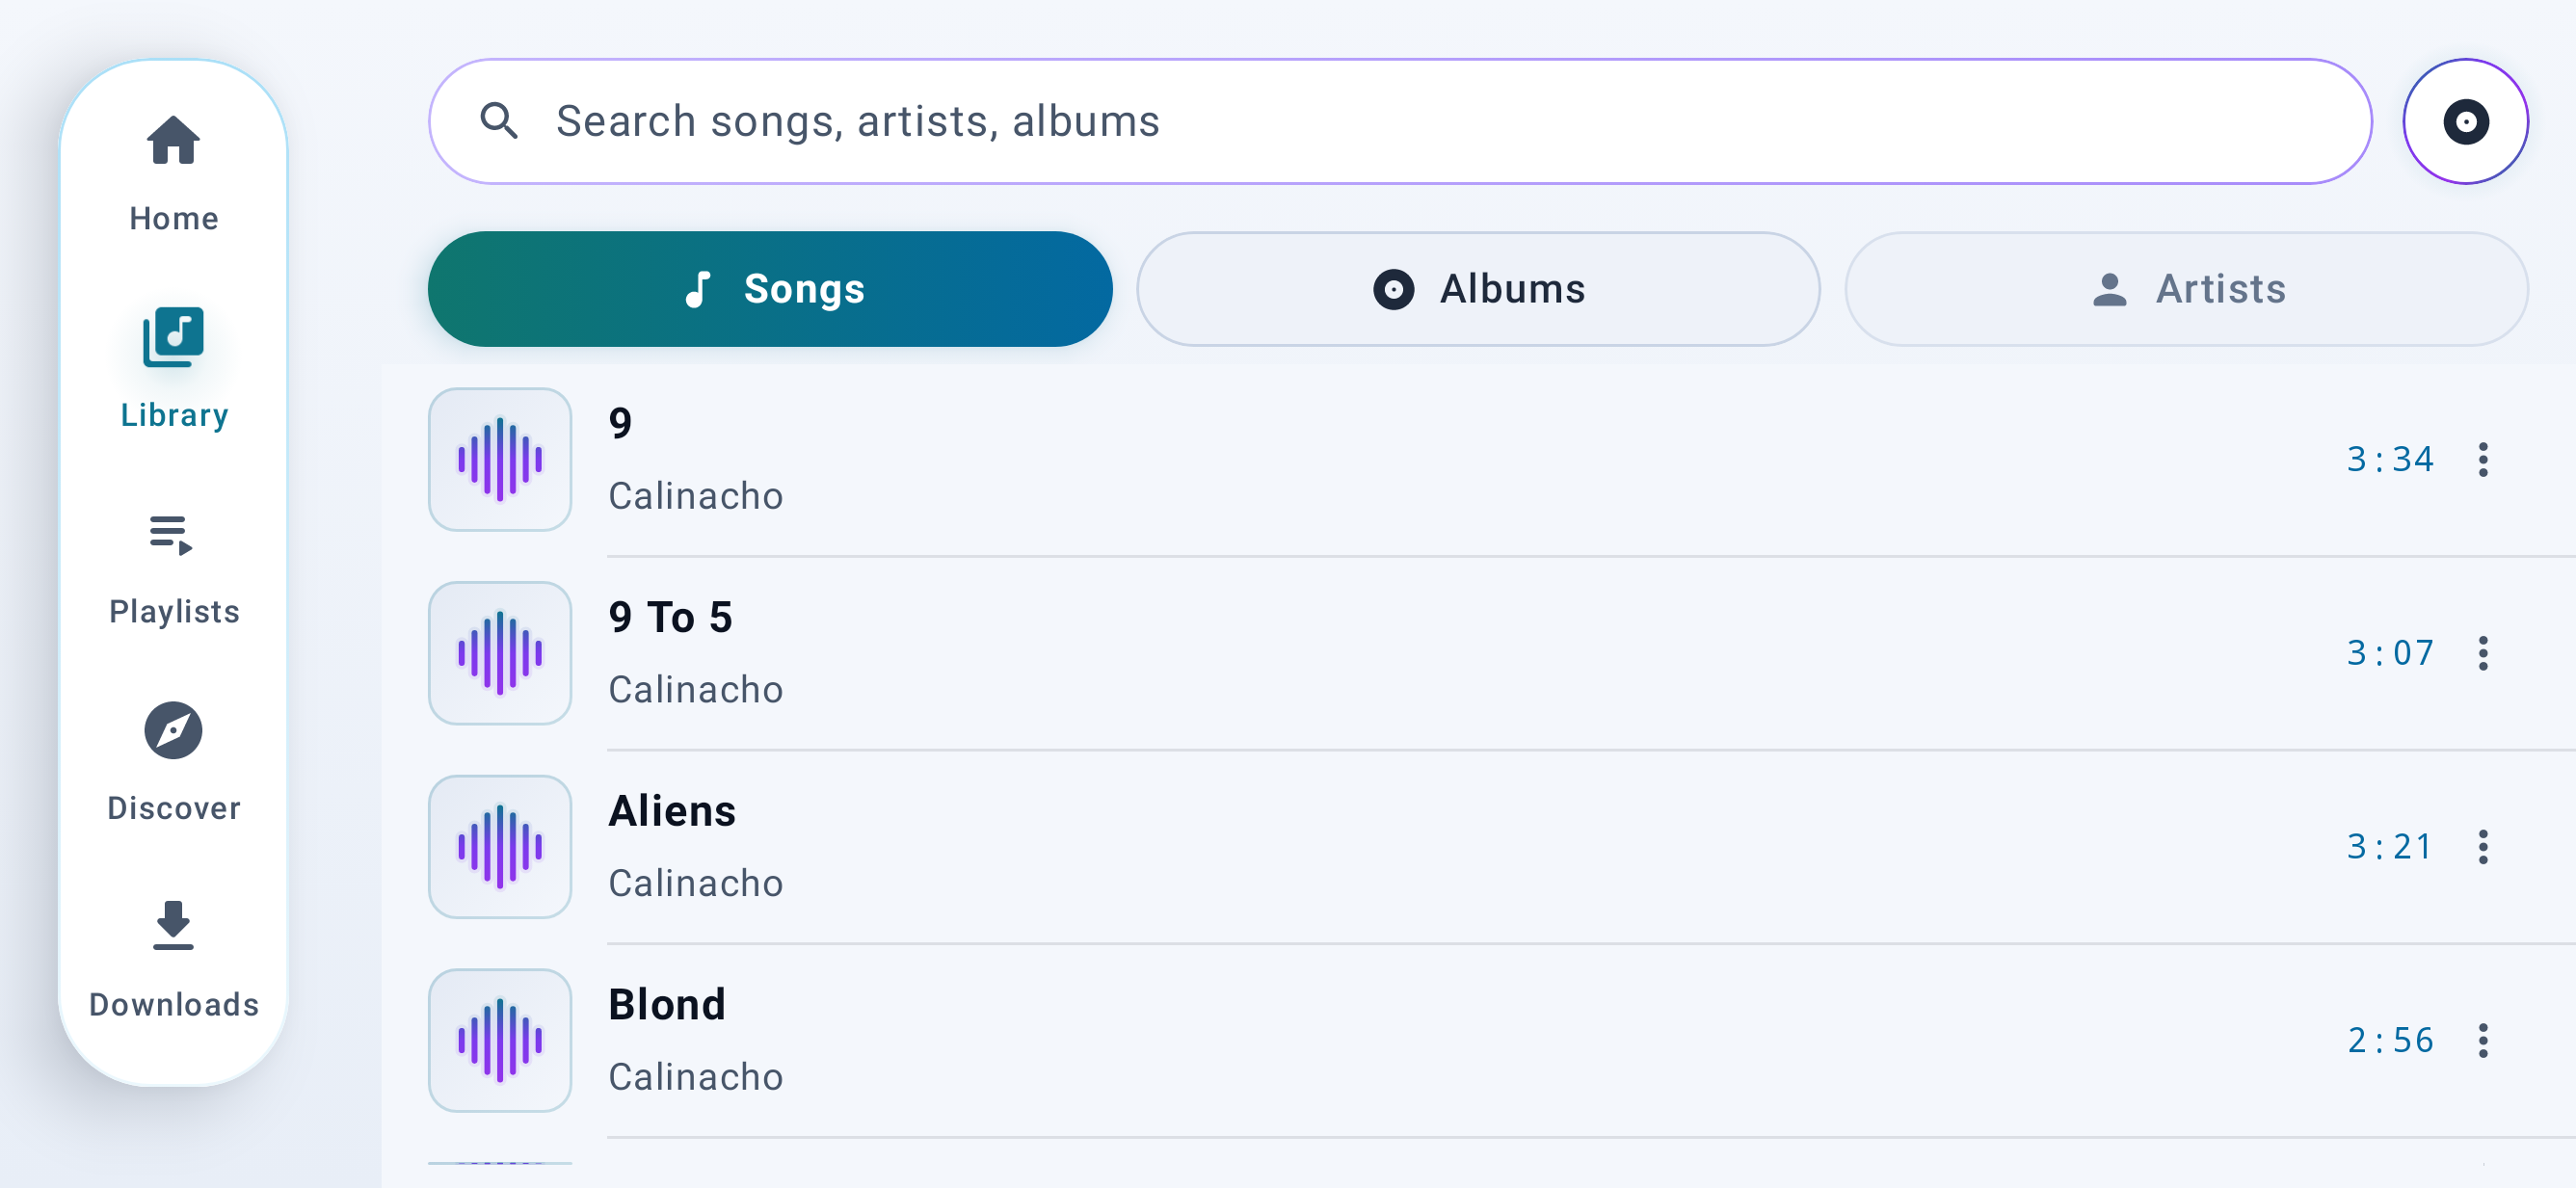 Search songs, artists, albums
Home
Library
Playlists
Discover
Downloads
Songs
Albums
Artists
9
Calinacho
3:34
9 To 5
Calinacho
3:07
Aliens
Calinacho
3:21
Blond
Calinacho
2:56